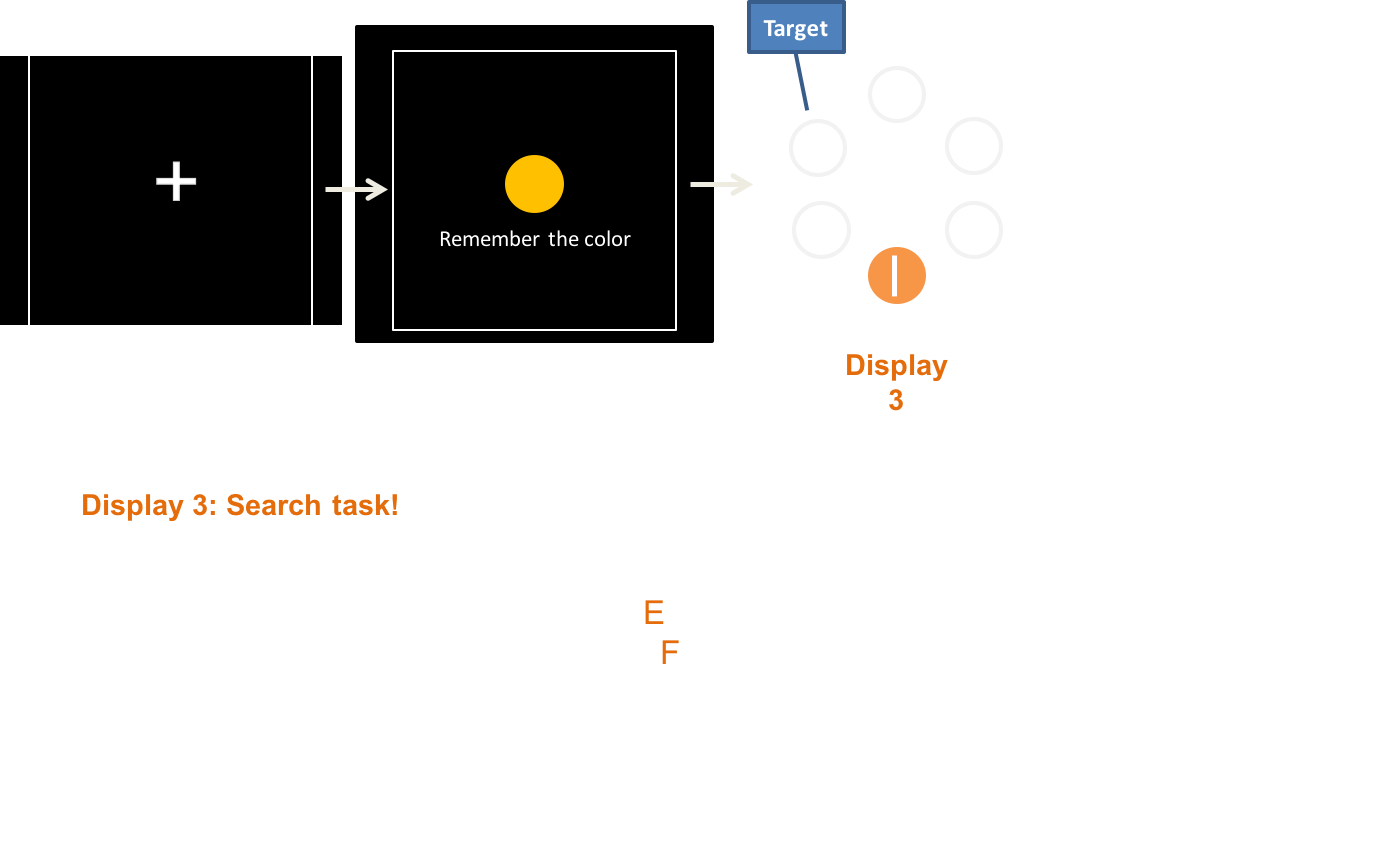 Target
Remember the color
Display
3
Display 3: Search task!
E
F